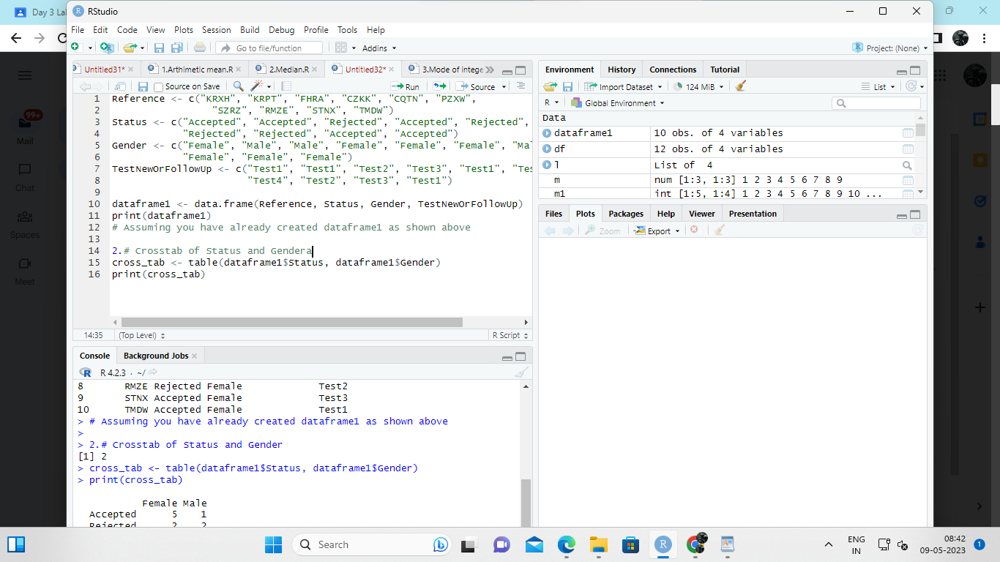 Day 3 La
RStudio
File Edit Code View Plots Session Build Debug Profile Tools Help
Go to file/function
Addins
Project: (None)
Untitled31*
1.Arthimetic mean.R
2.Median.R
Untitled32*
3.Mode of intege
Source on Save
Run
Source
1 Reference <- c("KRXH", "KRPT", "FHRA", "CZKK", "CQTN", "PZXW",
2 "SZRZ", "RMZE", "STNX", "TMDW")
3 Status <- c("Accepted", "Accepted", "Rejected", "Accepted", "Rejected",
4 "Rejected", "Rejected", "Accepted", "Accepted")
5 Gender <- c("Female", "Male", "Male", "Female", "Female", "Female", "Mal
6 "Female", "Female", "Female")
7 TestNewOrFollowUp <- c("Test1", "Test1", "Test2", "Test3", "Test1", "Tes
8 "Test4", "Test2", "Test3", "Test1")
9
10 dataframe1 <- data.frame(Reference, Status, Gender, TestNewOrFollowUp)
11 print(dataframe1)
12 # Assuming you have already created dataframe1 as shown above
13
14 2.# Crosstab of Status and Gendera
15 cross_tab <- table(dataframe1$Status, dataframe1$Gender)
16 print(cross_tab)
14:35 (Top Level) R Script
Console Background Jobs
R 4.2.3 · ~/
8 RMZE Rejected Female Test2
9 STNX Accepted Female Test3
10 TMDW Accepted Female Test1
> # Assuming you have already created dataframe1 as shown above
>
> 2.# Crosstab of Status and Gender
[1] 2
> cross_tab <- table(dataframe1$Status, dataframe1$Gender)
> print(cross_tab)
Female Male
Accepted 5 1
Rejected 2 2
Environment History Connections Tutorial
Import Dataset 124 MiB List
R Global Environment
Data
dataframe1 10 obs. of 4 variables
df 12 obs. of 4 variables
l List of 4
m num [1:3, 1:3] 1 2 3 4 5 6 7 8 9
m1 int [1:5, 1:4] 1 2 3 4 5 6 7 8 9 10 ...
Files Plots Packages Help Viewer Presentation
Zoom Export
99+
Mail
Chat
Spaces
Meet
Search
ENG
IN
08:42
09-05-2023
1